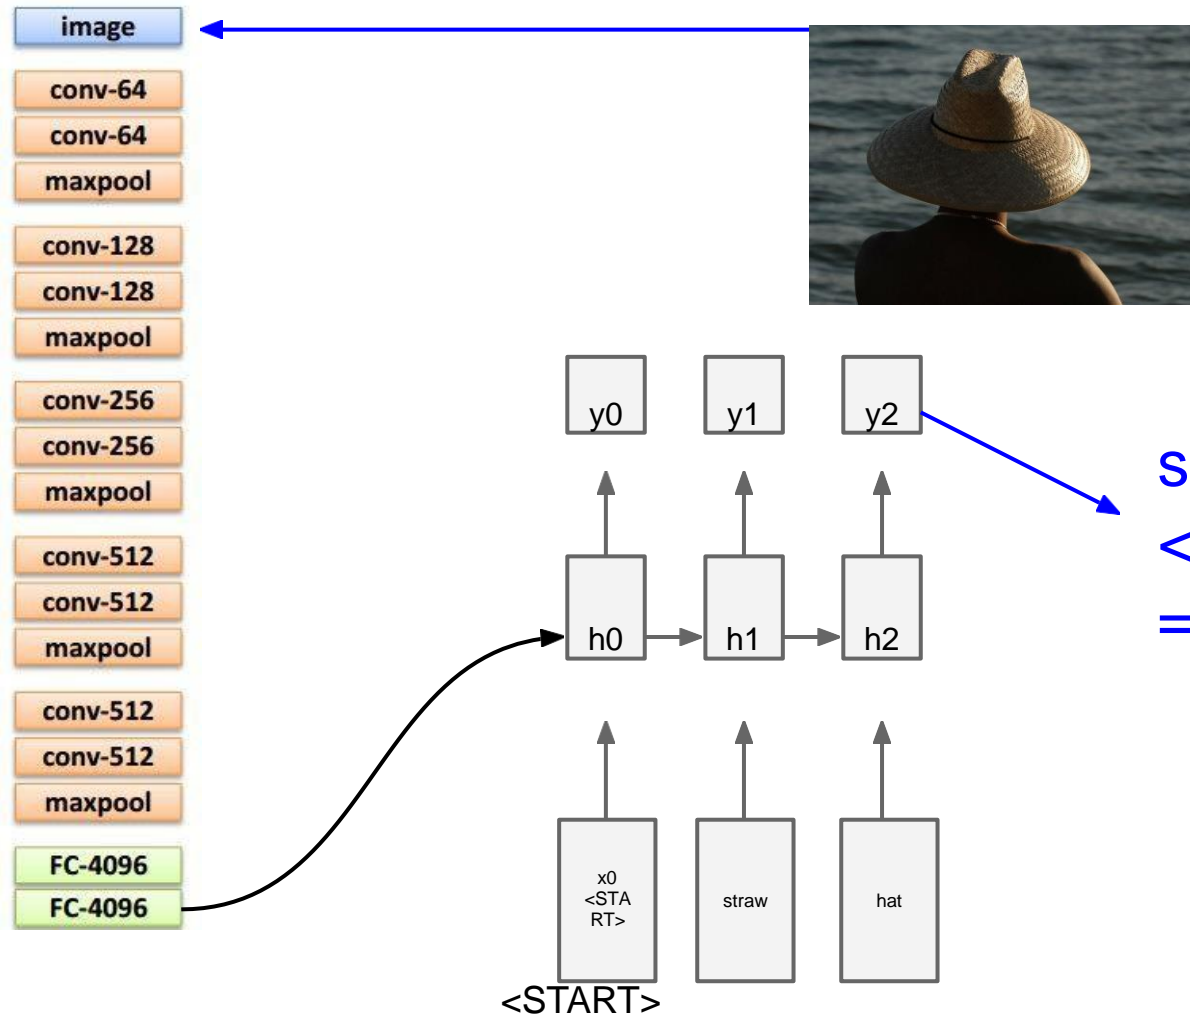 image
conv-64
conv-64
maxpool
conv-128
conv-128
maxpool
conv-256
conv-256
maxpool
conv-512
conv-512
maxpool
conv-512
conv-512
maxpool
FC-4096
FC-4096
y0
y1
y2
s
<
=
h0
h1
h2
x0
<STA
RT>
straw
hat
<START>